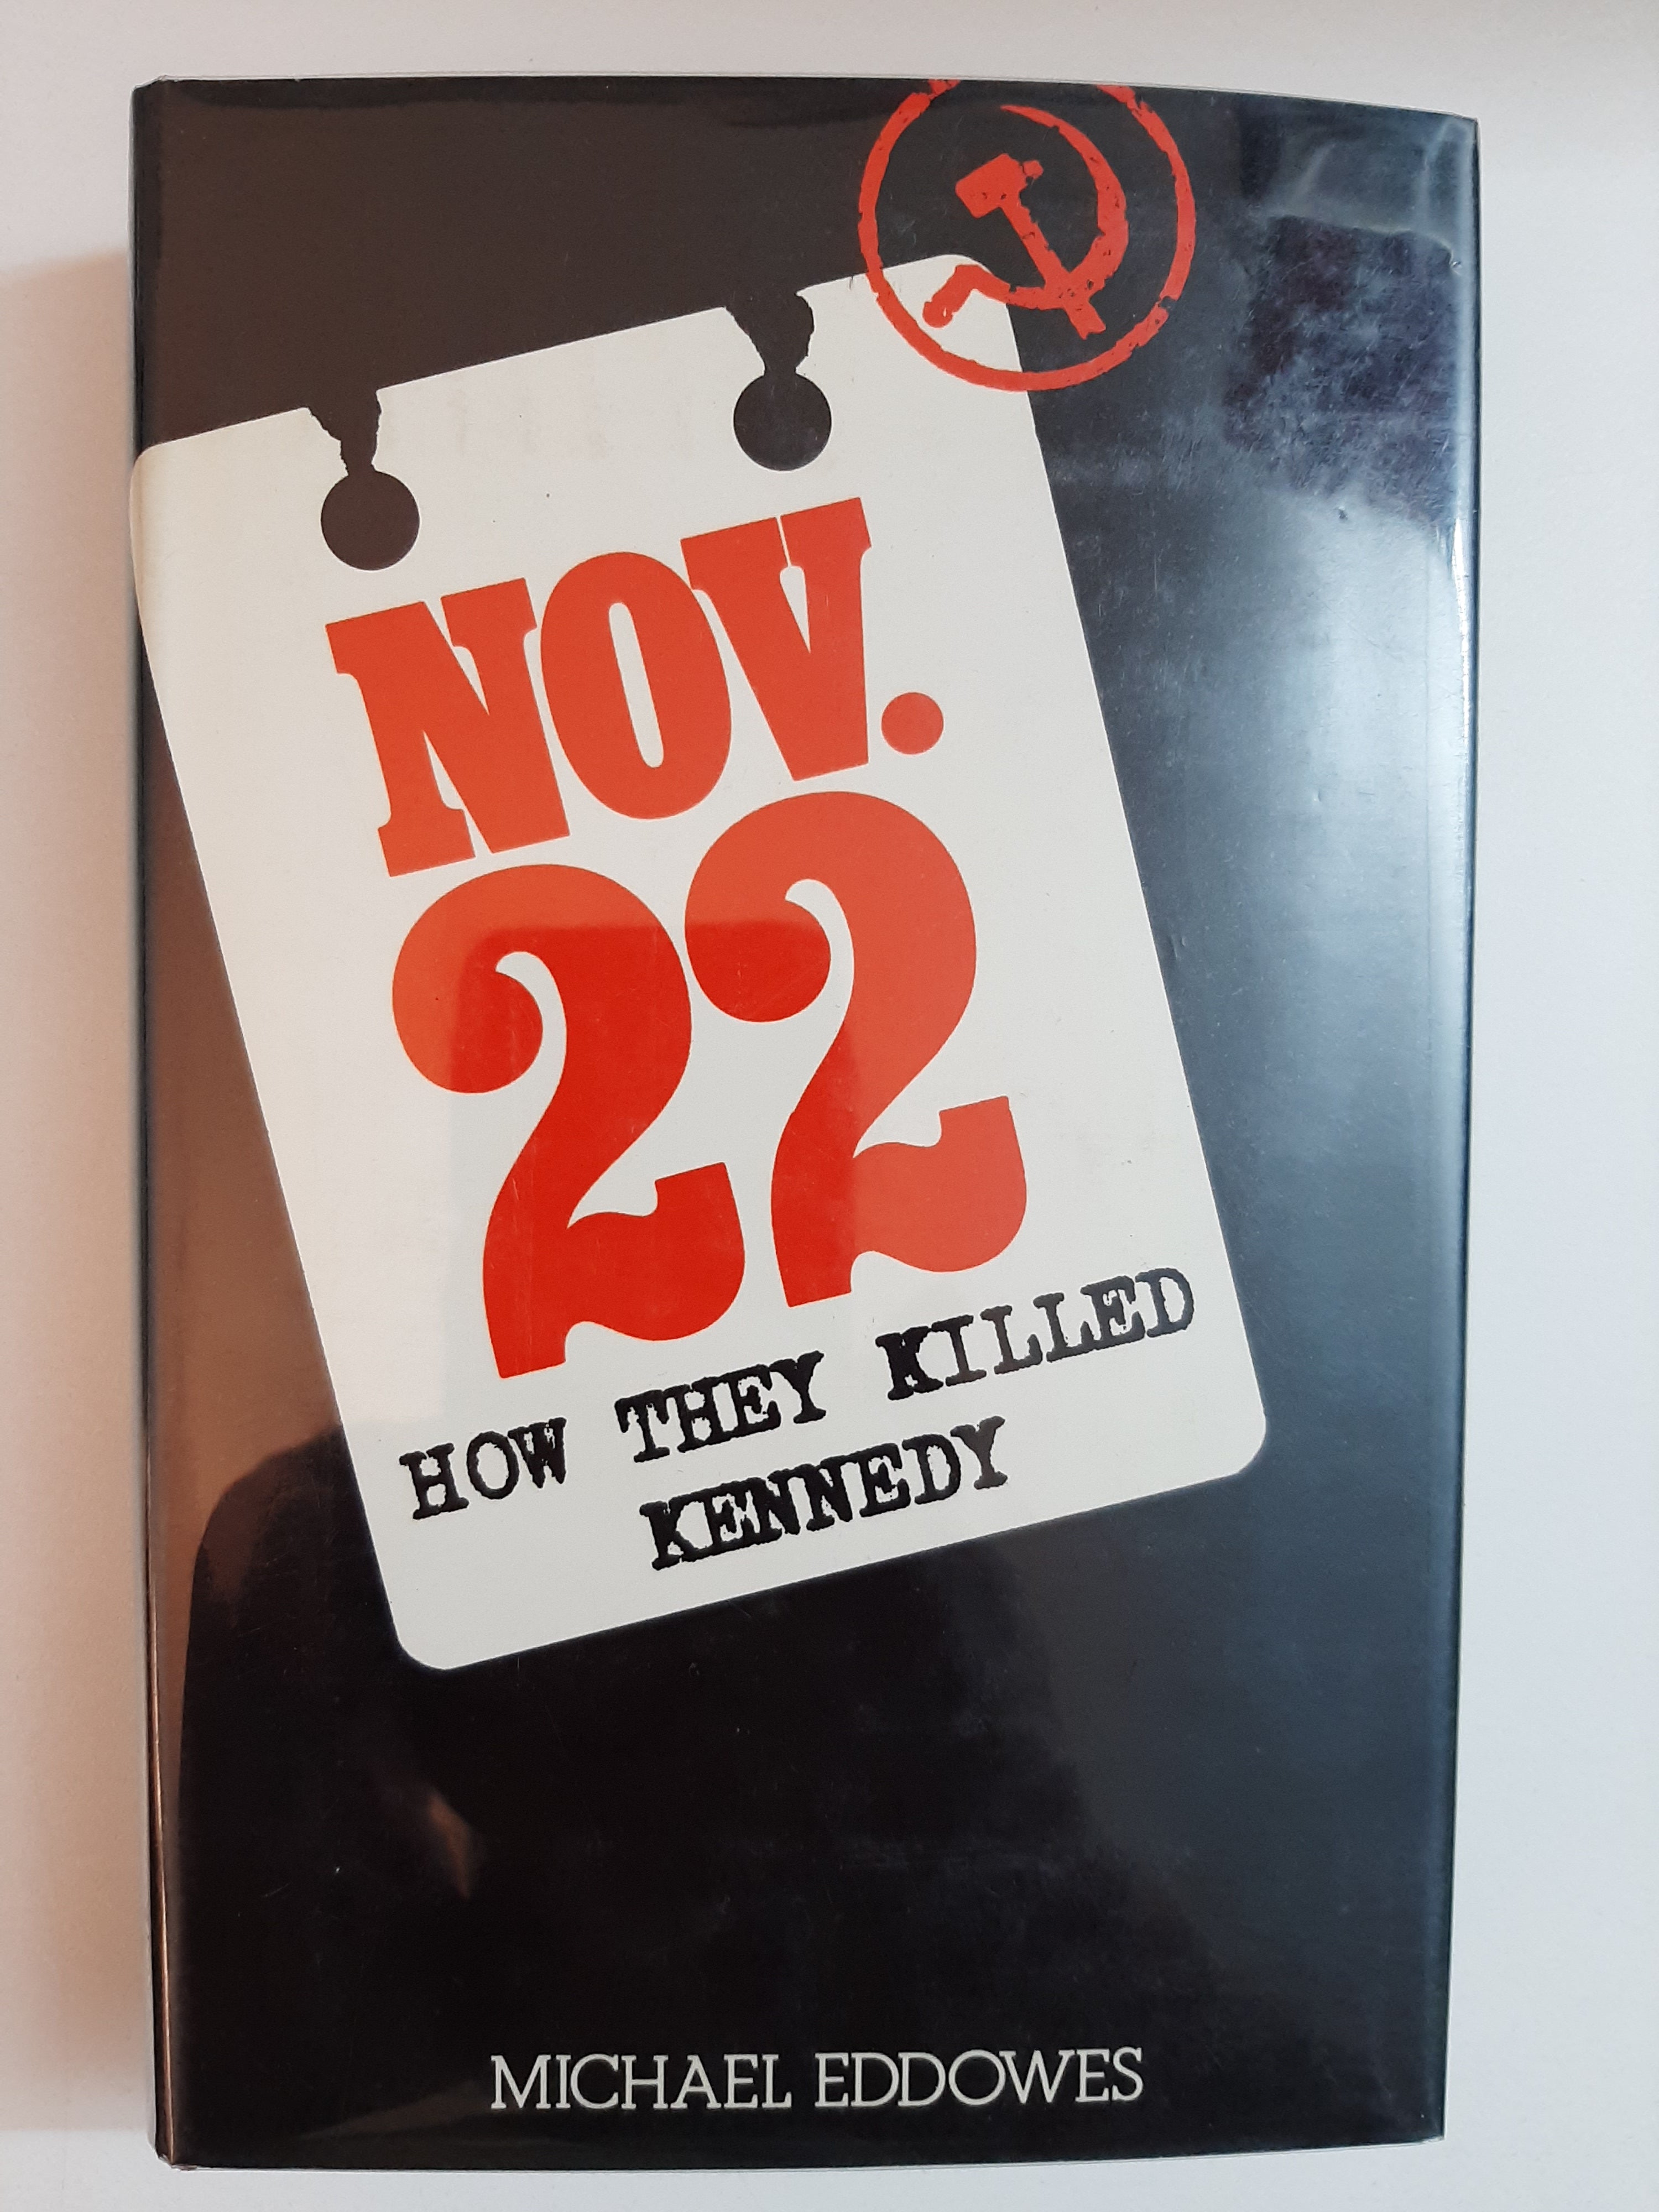 NOV.
22
HOW THEY KILLED
KENNEDY
MICHAEL EDDOWES